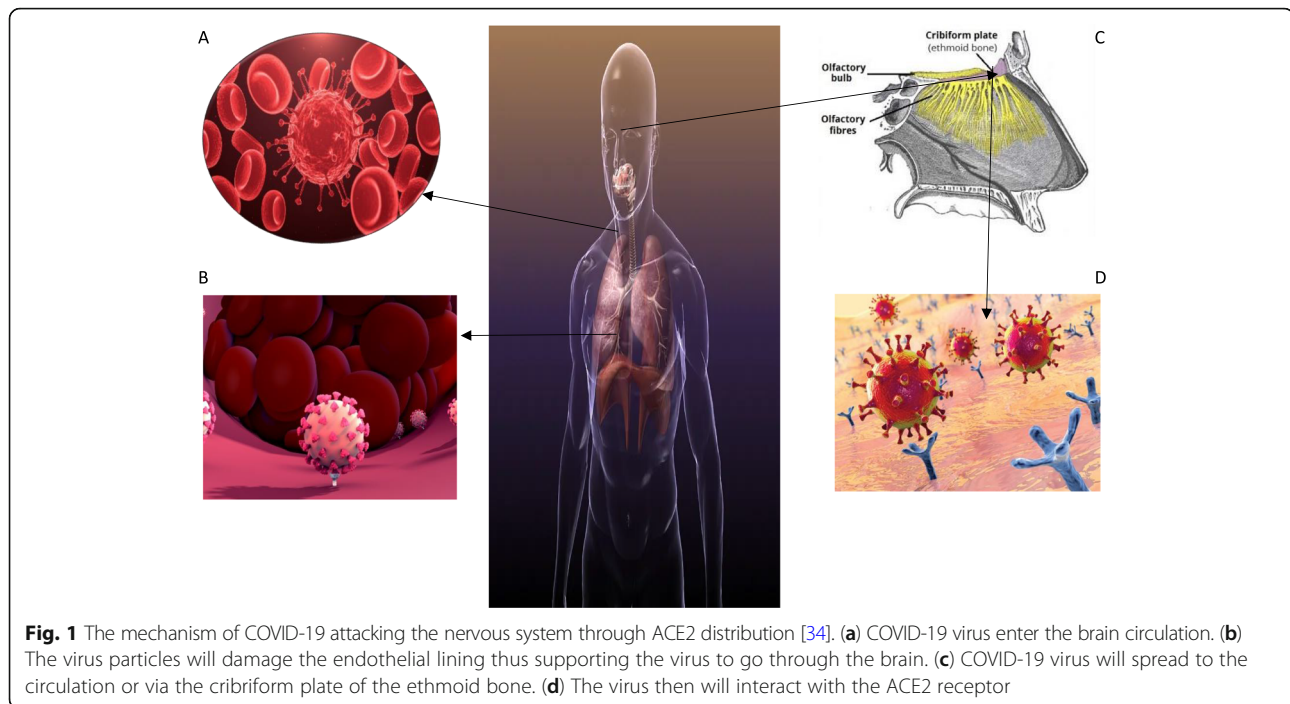 A
Cribiform plate
(ethmoid bone)
C
Olfactory
bulb
Olfactory
fibres
B
D
Fig. 1 The mechanism of COVID-19 attacking the nervous system through ACE2 distribution [34]. (a) COVID-19 virus enter the brain circulation. (b)
The virus particles will damage the endothelial lining thus supporting the virus to go through the brain. (c) COVID-19 virus will spread to the
circulation or via the cribriform plate of the ethmoid bone. (d) The virus then will interact with the ACE2 receptor